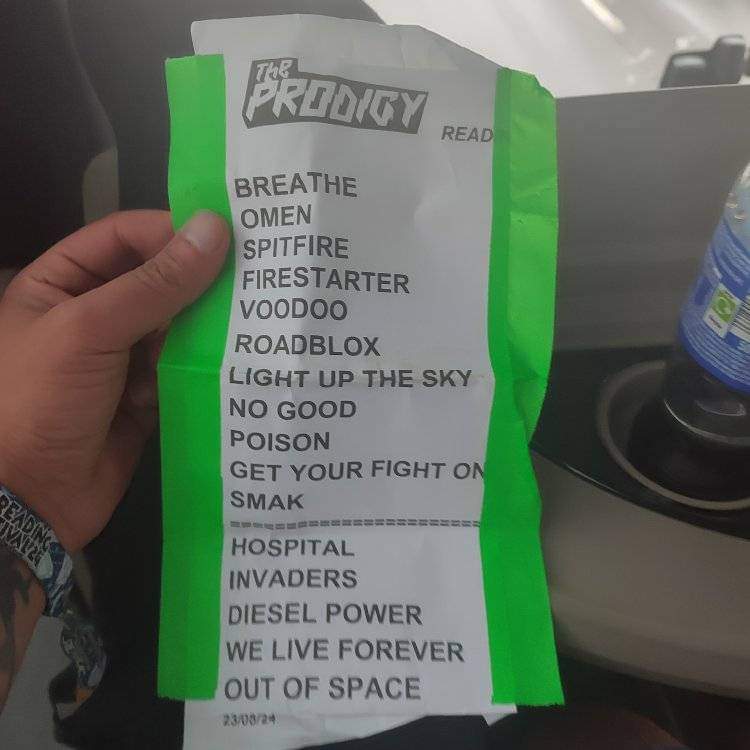 THE
PRODIGY
READ
BREATHE
OMEN
SPITFIRE
FIRESTARTER
VOODOO
ROADBLOX
LIGHT UP THE SKY
NO GOOD
POISON
GET YOUR FIGHT ON
SMAK
HOSPITAL
INVADERS
DIESEL POWER
WE LIVE FOREVER
OUT OF SPACE
23/08/24
READING